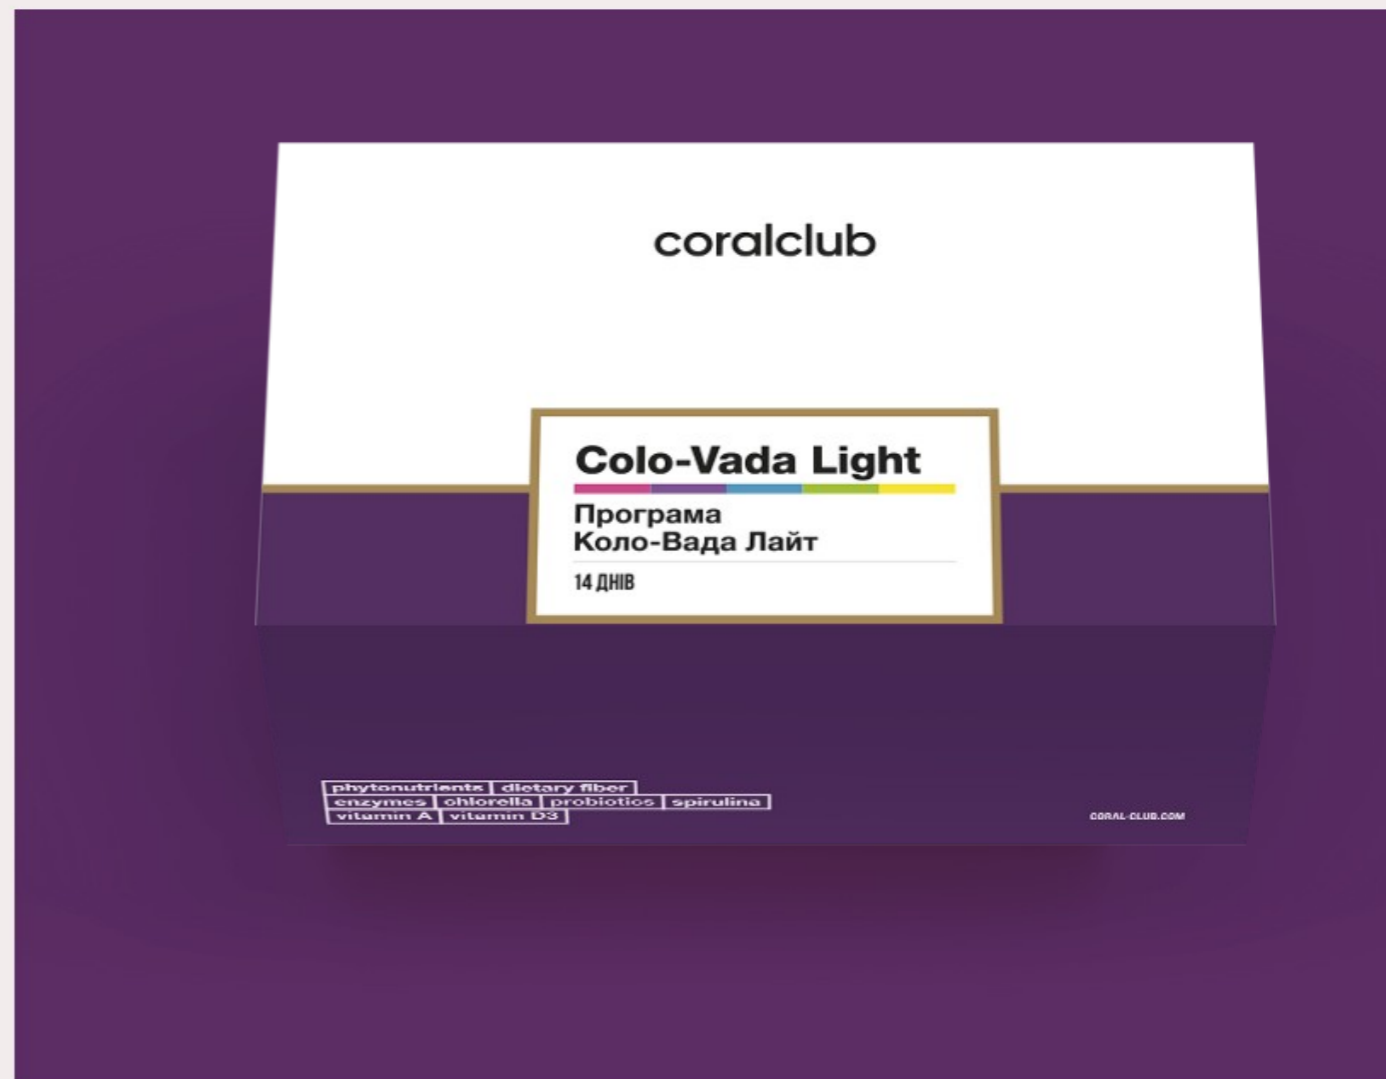 coralclub
Colo-Vada Light
Програма
Коло-Вада Лайт
14 ДНІВ
phytonutrients dietary fiber
enzymes chlorella probiotics spirulina
vitamin A vitamin D3
CORAL-CLUB.COM